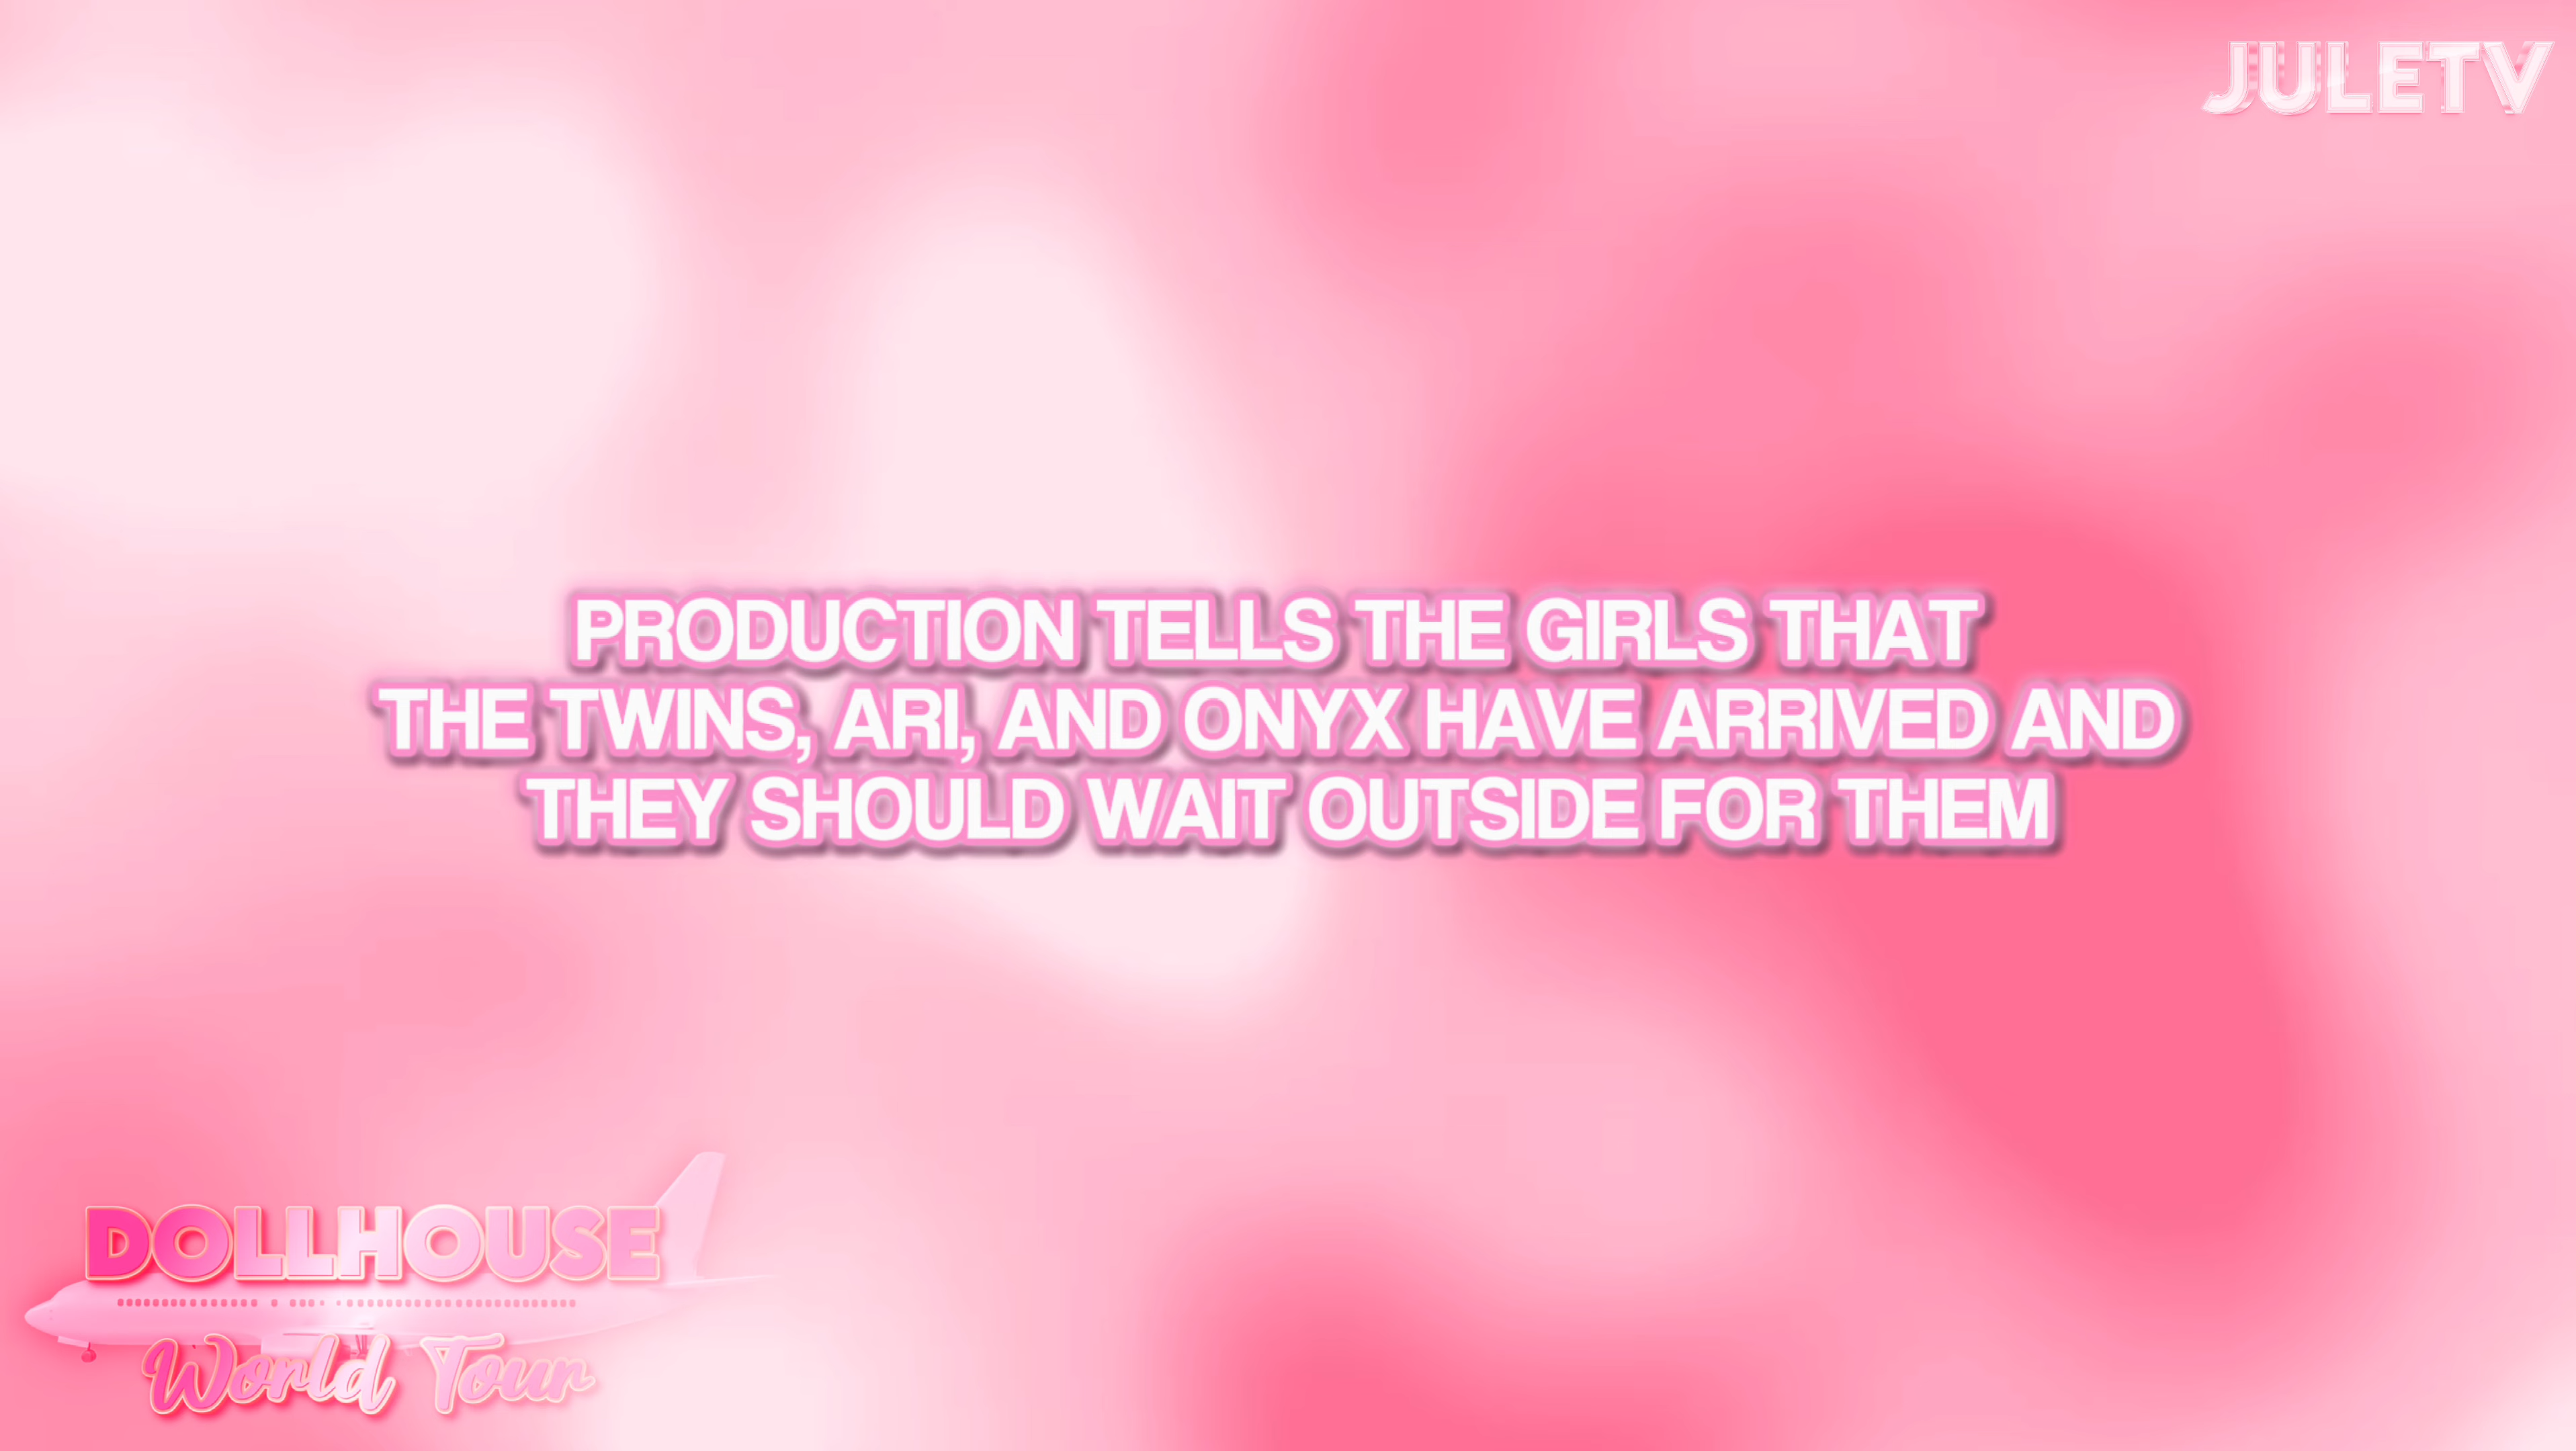 JULETV
PRODUCTION TELLS THE GIRLS THAT
THE TWINS, ARI, AND ONYX HAVE ARRIVED AND
THEY SHOULD WAIT OUTSIDE FOR THEM
DOLLHOUSE
World Tour